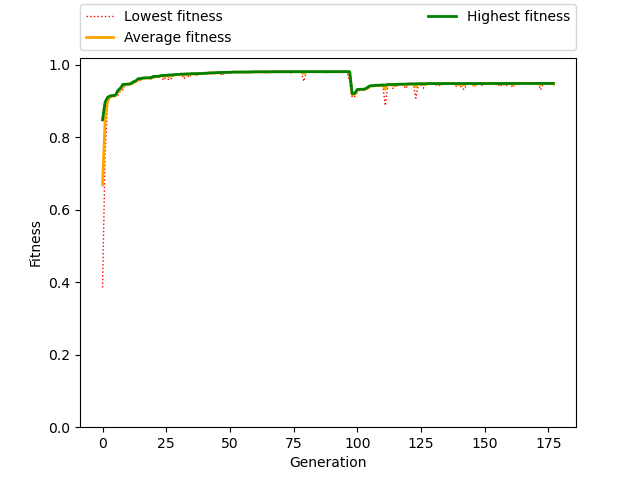 Lowest fitness
Average fitness
Highest fitness
1.0
0.8
0.6
0.4
0.2
0.0
Fitness
0 25 50 75 100 125 150 175
Generation